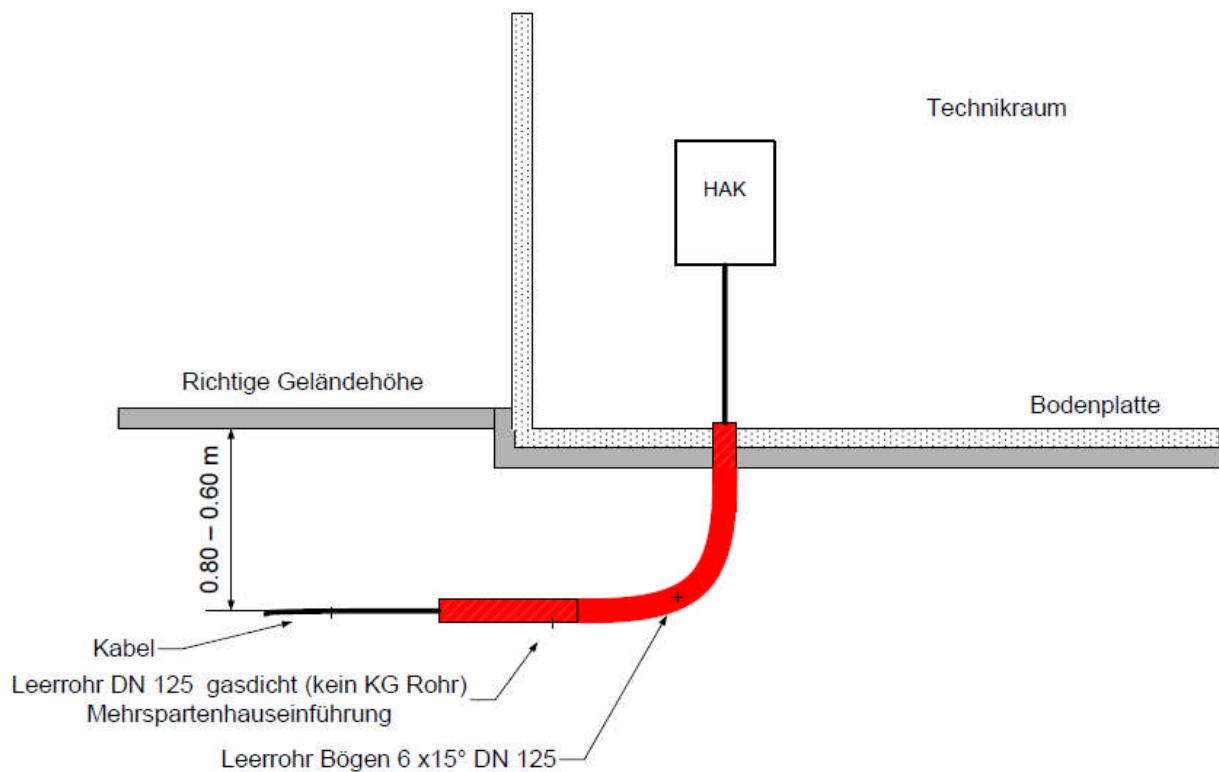 Technikraum
HAK
Richtige Geländehöhe
Bodenplatte
0.80 – 0.60 m
Kabel
Leerrohr DN 125 gasdicht (kein KG Rohr)
Mehrspartenhauseinführung
Leerrohr Bögen 6 x15° DN 125